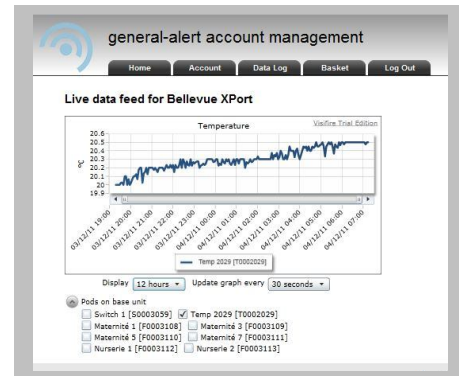 general-alert account management
Home Account Data Log Basket Log Out
Live data feed for Bellevue XPort
Temperature Visifire Trial Edition
20.6
20.5
20.4
20.3
20.2
20.1
20
19.9
ºC
03/12/11 19:00 03/12/11 20:00 03/12/11 21:00 03/12/11 22:00 03/12/11 23:00 04/12/11 00:00 04/12/11 01:00 04/12/11 02:00 04/12/11 03:00 04/12/11 04:00 04/12/11 05:00 04/12/11 06:00 04/12/11 07:00
Temp 2029 [T0002029]
Display 12 hours Update graph every 30 seconds
Pods on base unit
Switch 1 [S0003059] Temp 2029 [T0002029]
Maternité 1 [F0003108] Maternité 3 [F0003109]
Maternité 5 [F0003110] Maternité 7 [F0003111]
Nurserie 1 [F0003112] Nurserie 2 [F0003113]